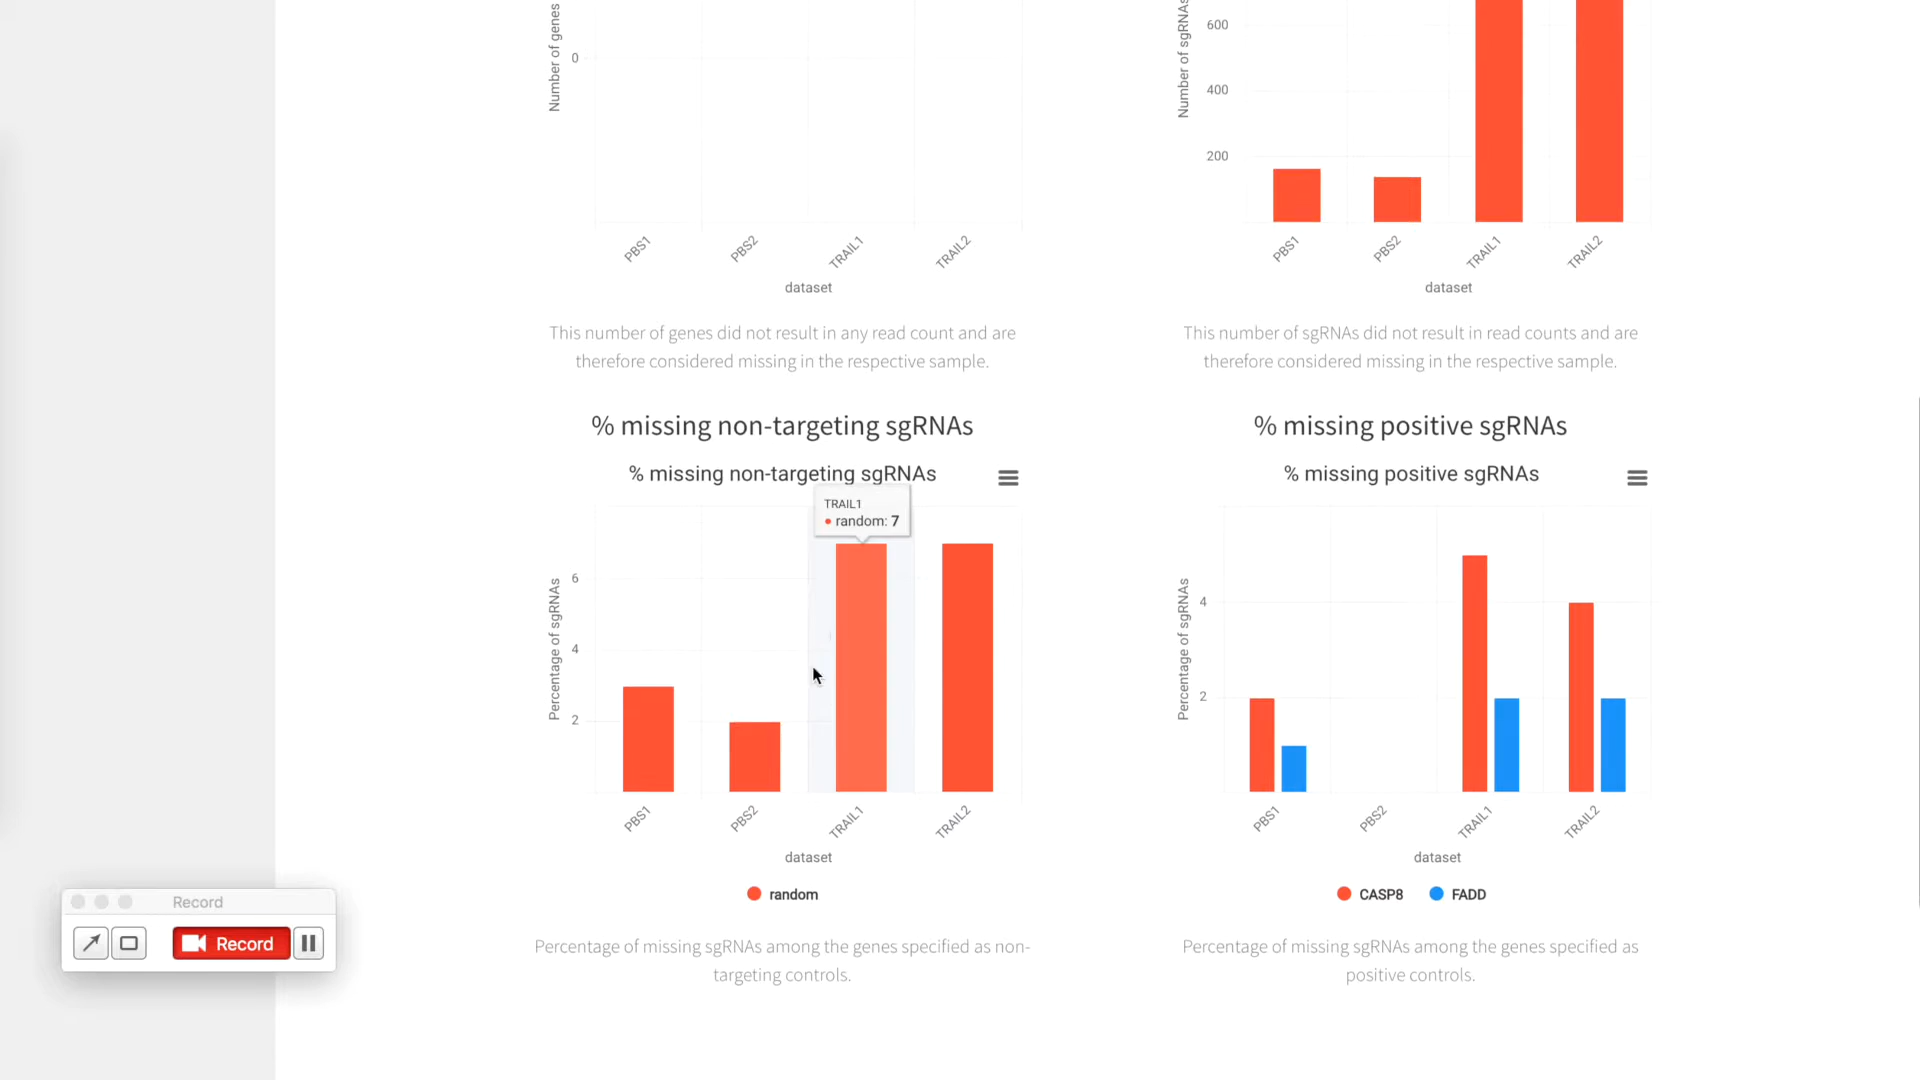 Number of genes
0
PBS1
PBS2
TRAIL1
TRAIL2
dataset
This number of genes did not result in any read count and are
therefore considered missing in the respective sample.
Number of sgRNAs
600
400
200
PBS1
PBS2
TRAIL1
TRAIL2
dataset
This number of sgRNAs did not result in read counts and are
therefore considered missing in the respective sample.
% missing non-targeting sgRNAs
% missing non-targeting sgRNAs
TRAIL1
random: 7
Percentage of sgRNAs
6
4
2
PBS1
PBS2
TRAIL1
TRAIL2
dataset
random
Percentage of missing sgRNAs among the genes specified as non-
targeting controls.
% missing positive sgRNAs
% missing positive sgRNAs
Percentage of sgRNAs
4
2
PBS1
PBS2
TRAIL1
TRAIL2
dataset
CASP8
FADD
Percentage of missing sgRNAs among the genes specified as
positive controls.
Record
Record